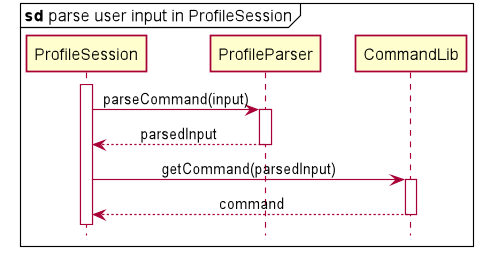 sd parse user input in ProfileSession
ProfileSession ProfileParser CommandLib
parseCommand(input)
parsedInput
getCommand(parsedInput)
command